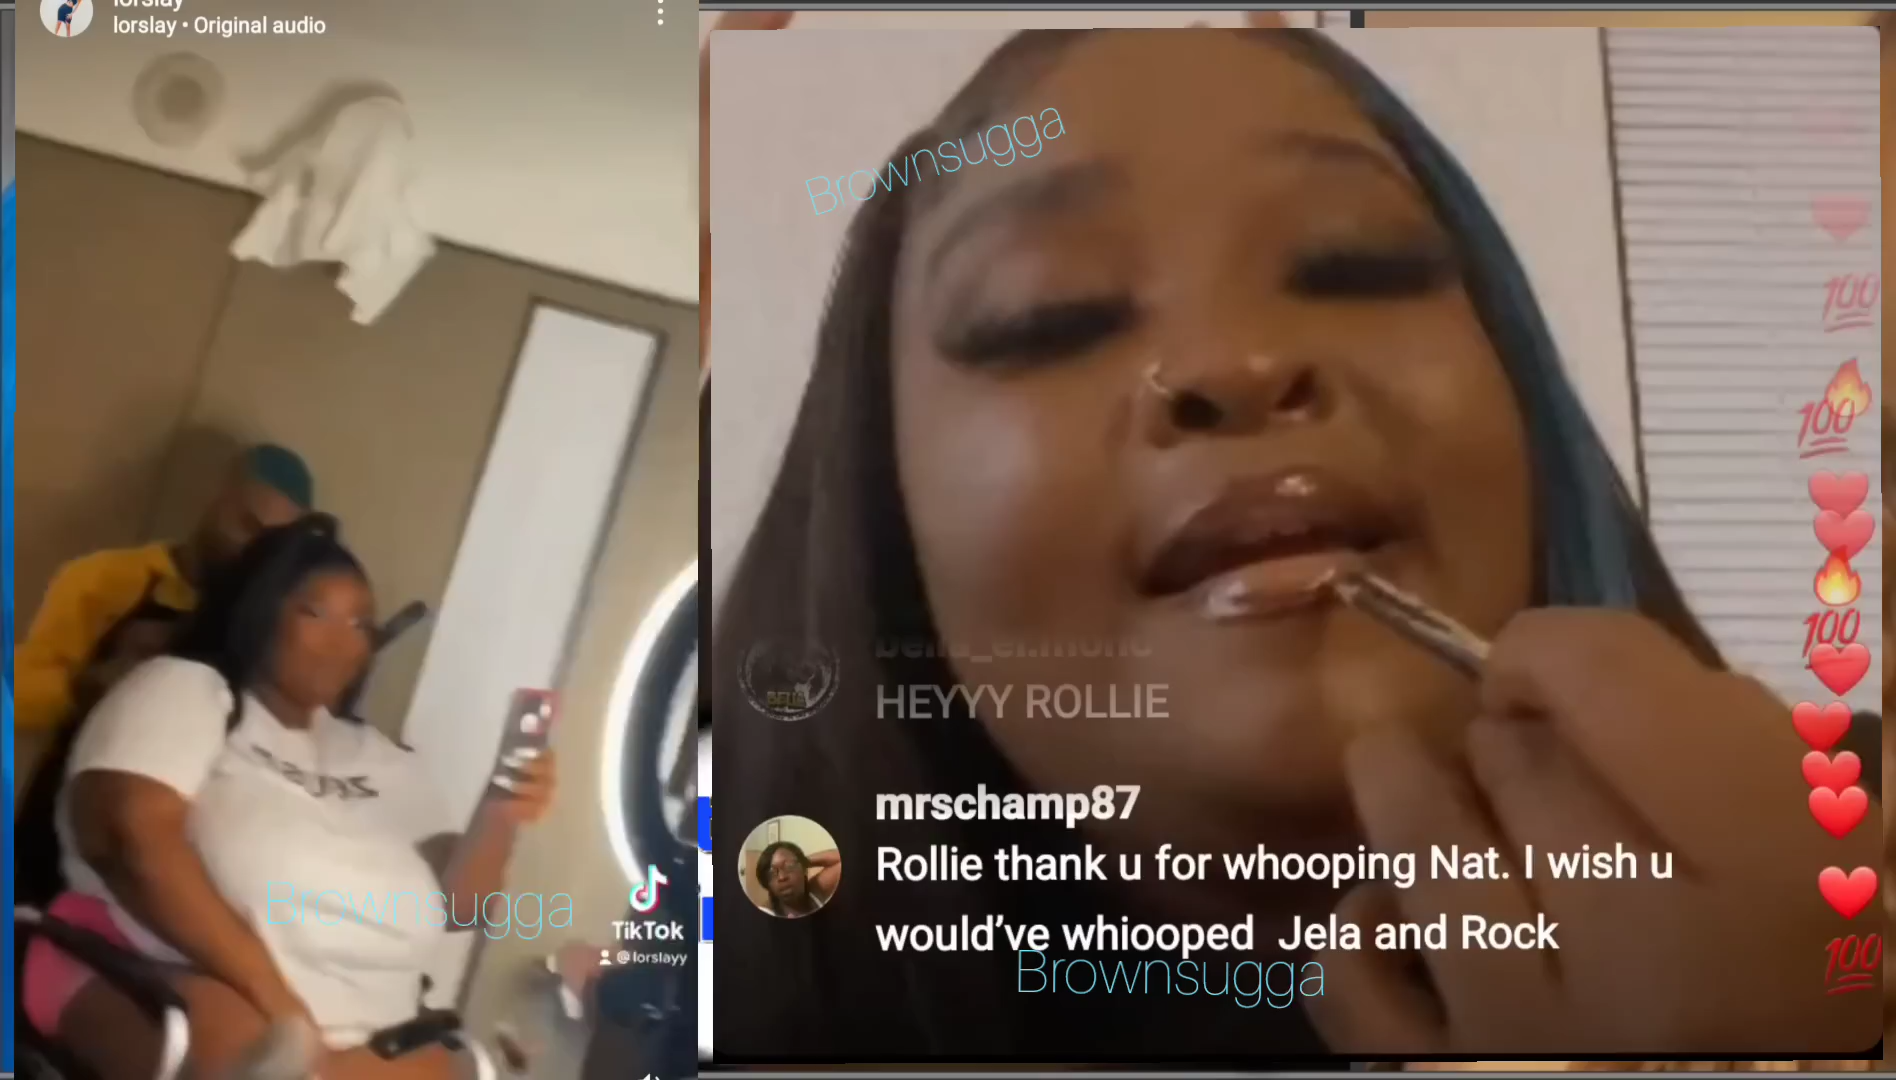 lorslay
lorslay • Original audio
Brownsugga
TikTok
@lorslayy
Brownsugga
HEYYY ROLLIE
mrschamp87
Rollie thank u for whooping Nat. I wish u
would've whiooped Jela and Rock
Brownsugga
100
100
100
100